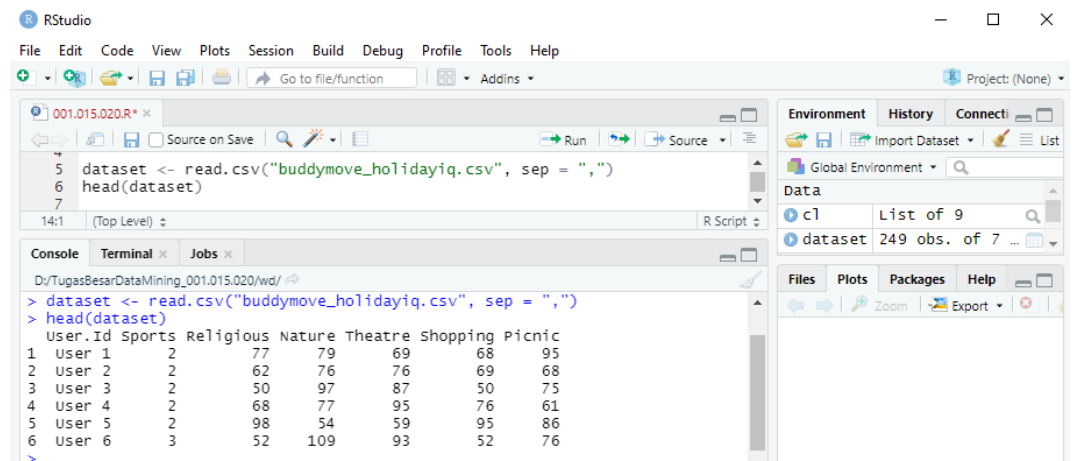 RStudio
File Edit Code View Plots Session Build Debug Profile Tools Help
Go to file/function Addins Project: (None)
001.015.020.R*
Source on Save Run Source
5 dataset <- read.csv("buddymove_holidayiq.csv", sep = ",")
6 head(dataset)
7
14:1 (Top Level) R Script
Console Terminal Jobs
D:/TugasBesarDataMining_001.015.020/wd/
> dataset <- read.csv("buddymove_holidayiq.csv", sep = ",")
> head(dataset)
User.Id Sports Religious Nature Theatre Shopping Picnic
1 User 1 2 77 79 69 68 95
2 User 2 2 62 76 76 69 68
3 User 3 2 50 97 87 50 75
4 User 4 2 68 77 95 76 61
5 User 5 2 98 54 59 95 86
6 User 6 3 52 109 93 52 76
>
Environment History Connecti
Import Dataset List
Global Environment
Data
cl List of 9
dataset 249 obs. of 7 …
Files Plots Packages Help
Zoom Export